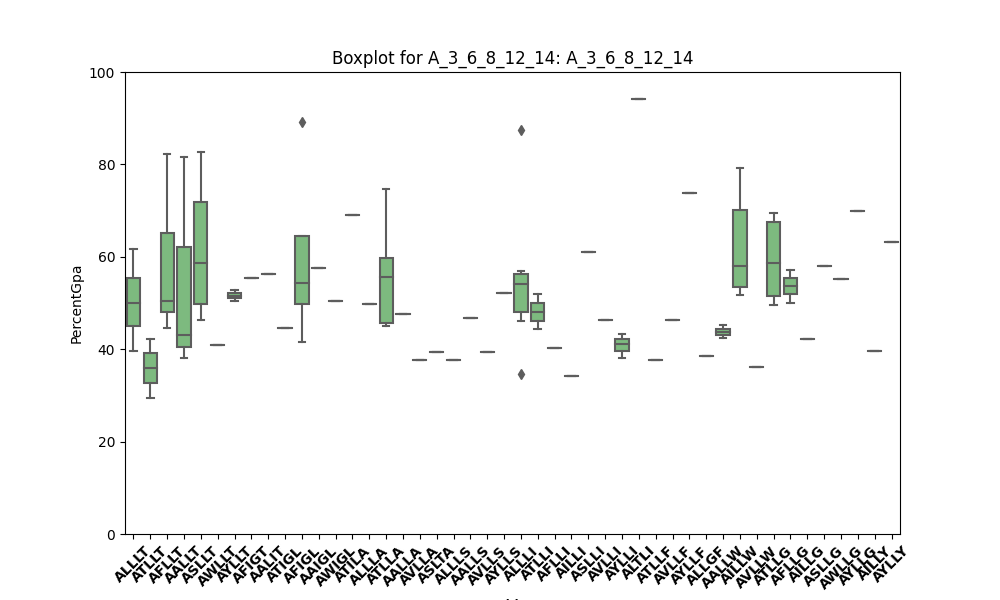 Boxplot for A_3_6_8_12_14: A_3_6_8_12_14
PercentGpa
100
80
60
40
20
0
ALLLT
ATLLT
AFLLT
AALLT
ASLLT
AWLLT
AYLLT
AFIGT
AALIT
ATIGL
AFIGL
AAIGL
AWIGL
ATILA
ALLLA
ATLLA
AALLA
AVLLA
ASLTA
ALLLS
AALLS
AVLLS
AYLLS
ALLLI
ATLLI
AFLLI
AILLI
ASLLI
AVLLI
AYLLI
ALTLI
ATLLF
AVLLF
AYLLF
ALLGF
AALLW
AILLW
AVLLW
ATLLG
AFLLG
AILLG
ASLLG
AWLLG
AYLLG
AILLY
AYLLY